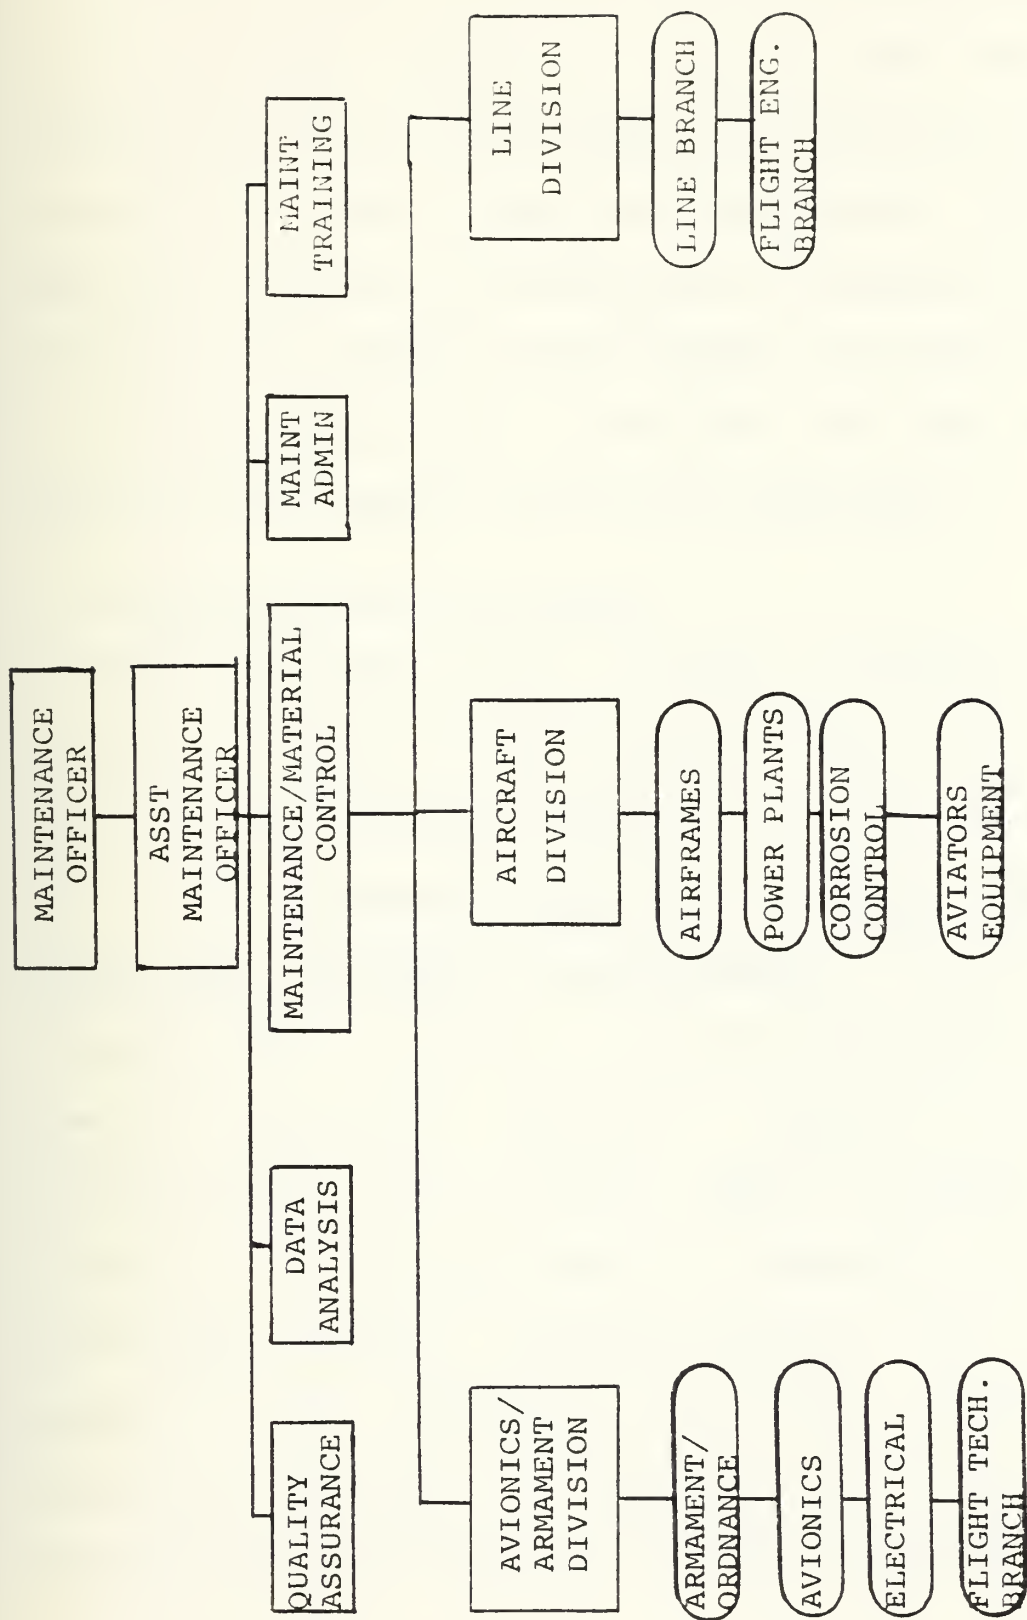 MAINTENANCE
OFFICER
ASST
MAINTENANCE
OFFICER
QUALITY
ASSURANCE
DATA
ANALYSIS
MAINTENANCE/MATERIAL
CONTROL
MAINT
ADMIN
MAINT
TRAINING
AVIONICS/
ARMAMENT
DIVISION
AIRCRAFT
DIVISION
LINE
DIVISION
ARMAMENT/
ORDNANCE
AVIONICS
ELECTRICAL
FLIGHT TECH.
BRANCH
AIRFRAMES
POWER PLANTS
CORROSION
CONTROL
AVIATORS
EQUIPMENT
LINE BRANCH
FLIGHT ENG.
BRANCH